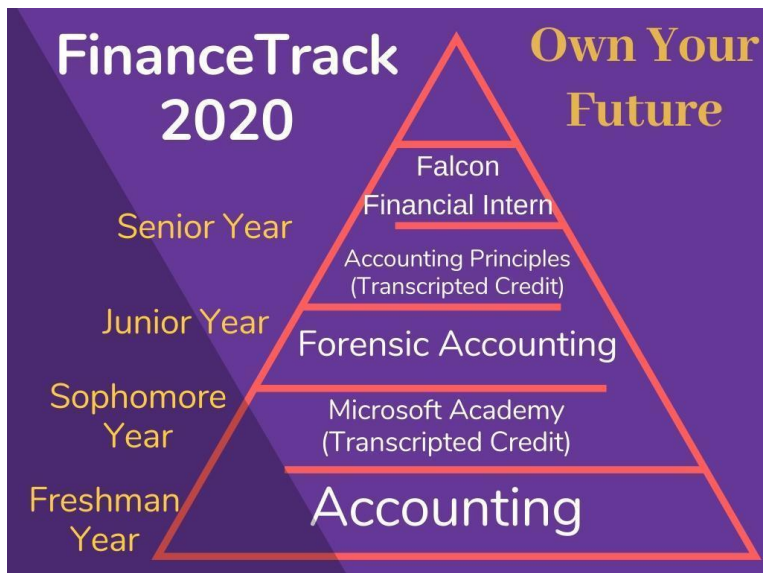 FinanceTrack
2020
Own Your
Future
Falcon
Financial Intern
Senior Year
Accounting Principles
(Transcripted Credit)
Junior Year
Forensic Accounting
Sophomore
Year
Microsoft Academy
(Transcripted Credit)
Freshman
Year
Accounting